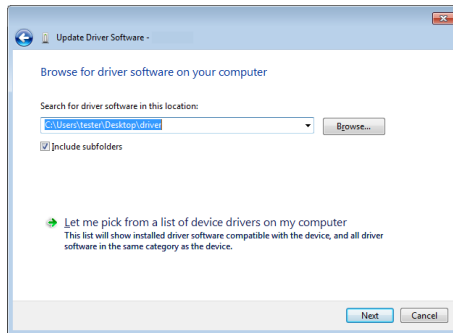 Update Driver Software -
Browse for driver software on your computer
Search for driver software in this location:
C:\Users\tester\Desktop\driver
Browse...
Include subfolders
Let me pick from a list of device drivers on my computer
This list will show installed driver software compatible with the device, and all driver
software in the same category as the device.
Next Cancel